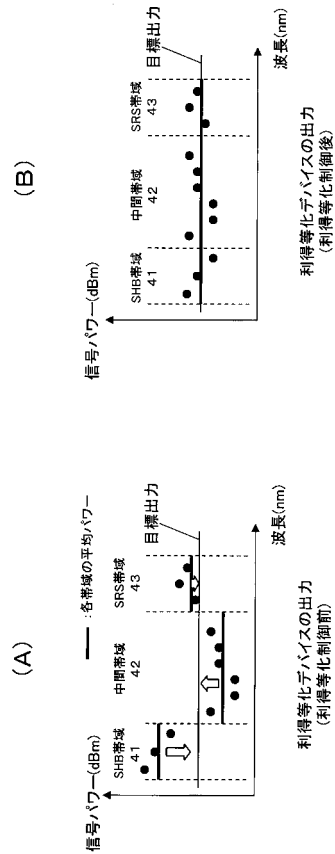 (A)
━━ :各帯域の平均パワー
信号パワー(dBm)
SHB帯域
41
中間帯域
42
SRS帯域
43
目標出力
波長(nm)
利得等化デバイスの出力
(利得等化制御前)
(B)
信号パワー(dBm)
SHB帯域
41
中間帯域
42
SRS帯域
43
目標出力
波長(nm)
利得等化デバイスの出力
(利得等化制御後)